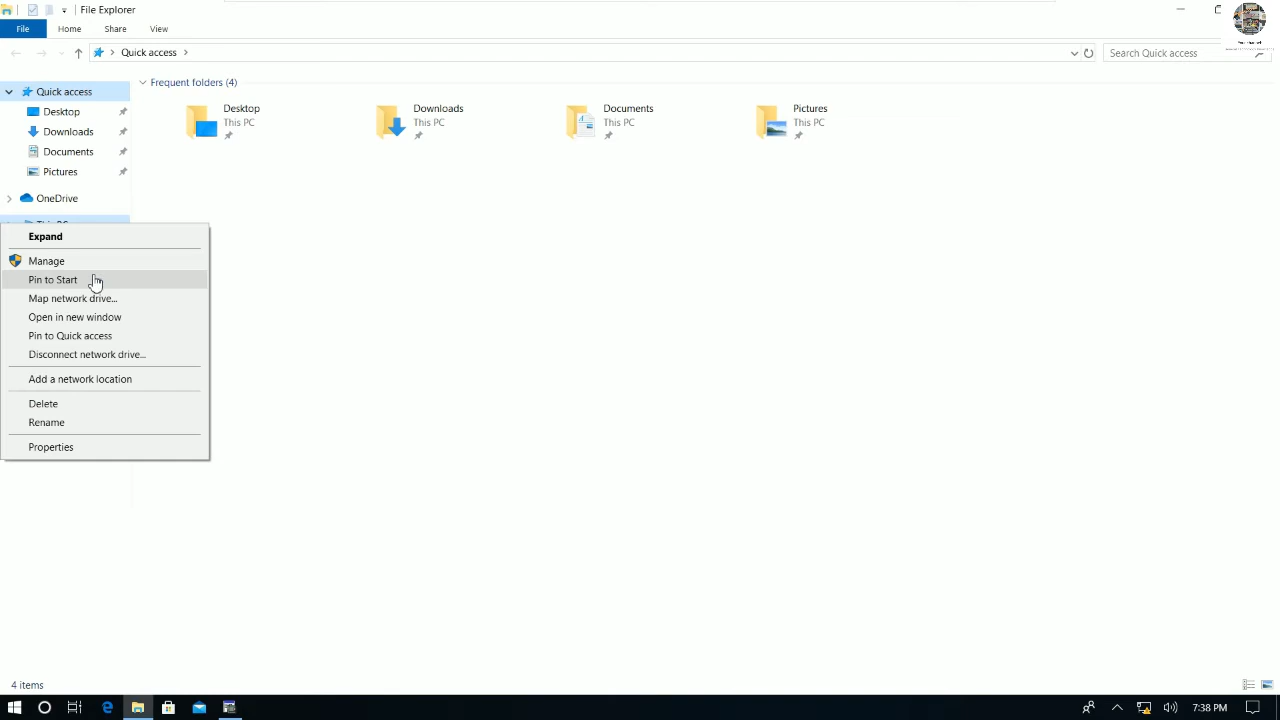 File Explorer
File Home Share View
Quick access
Search Quick access
Quick access
Desktop
Downloads
Documents
Pictures
OneDrive
This PC
Expand
Manage
Pin to Start
Map network drive...
Open in new window
Pin to Quick access
Disconnect network drive...
Add a network location
Delete
Rename
Properties
Frequent folders (4)
Desktop
This PC
Downloads
This PC
Documents
This PC
Pictures
This PC
4 items
7:38 PM